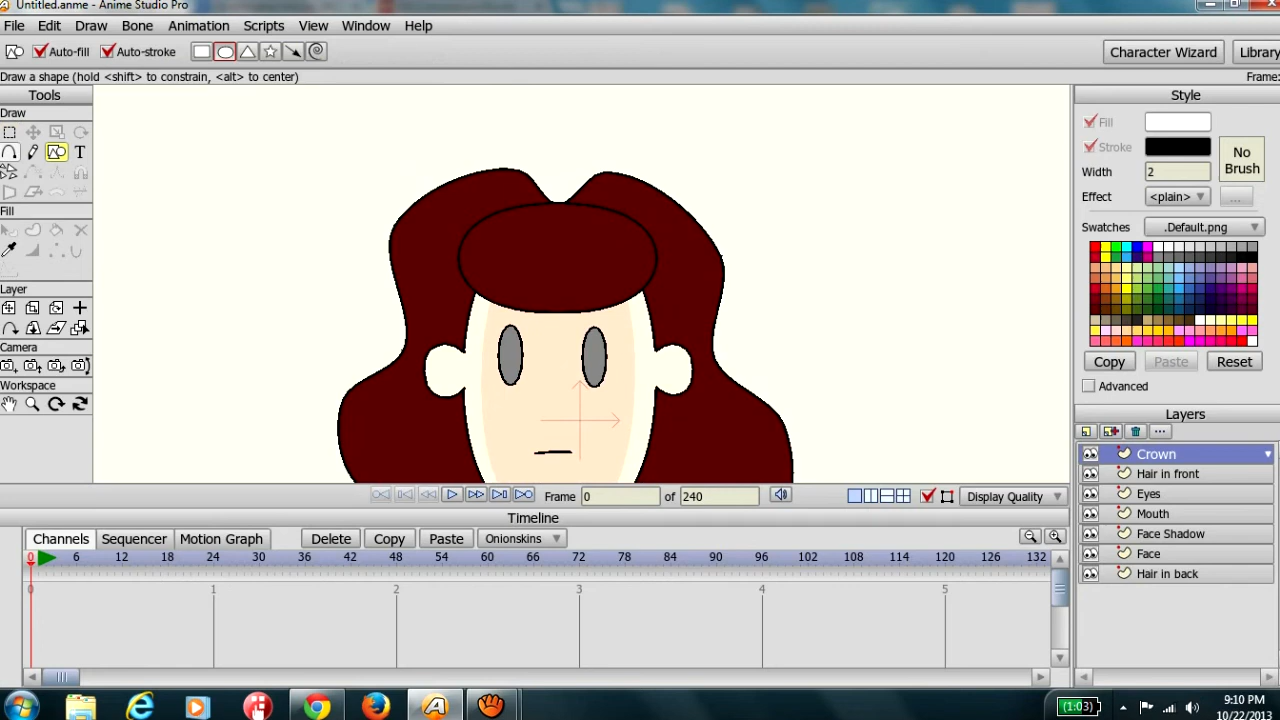 Untitled.anme - Anime Studio Pro
File Edit Draw Bone Animation Scripts View Window Help
Auto-fill Auto-stroke Character Wizard Library
Draw a shape (hold <shift> to constrain, <alt> to center) Frame:
Tools
Draw
T
Fill
Layer
Camera
Workspace
Style
Fill
Stroke
No Brush
Width 2
Effect <plain> ...
Swatches .Default.png
Copy Paste Reset
Advanced
Layers
...
Crown
Hair in front
Eyes
Mouth
Face Shadow
Face
Hair in back
Frame 0 of 240 Display Quality
Timeline
Channels Sequencer Motion Graph Delete Copy Paste Onionskins
0 6 12 18 24 30 36 42 48 54 60 66 72 78 84 90 96 102 108 114 120 126 132
0 1 2 3 4 5
(1:03) 9:10 PM
10/22/2013